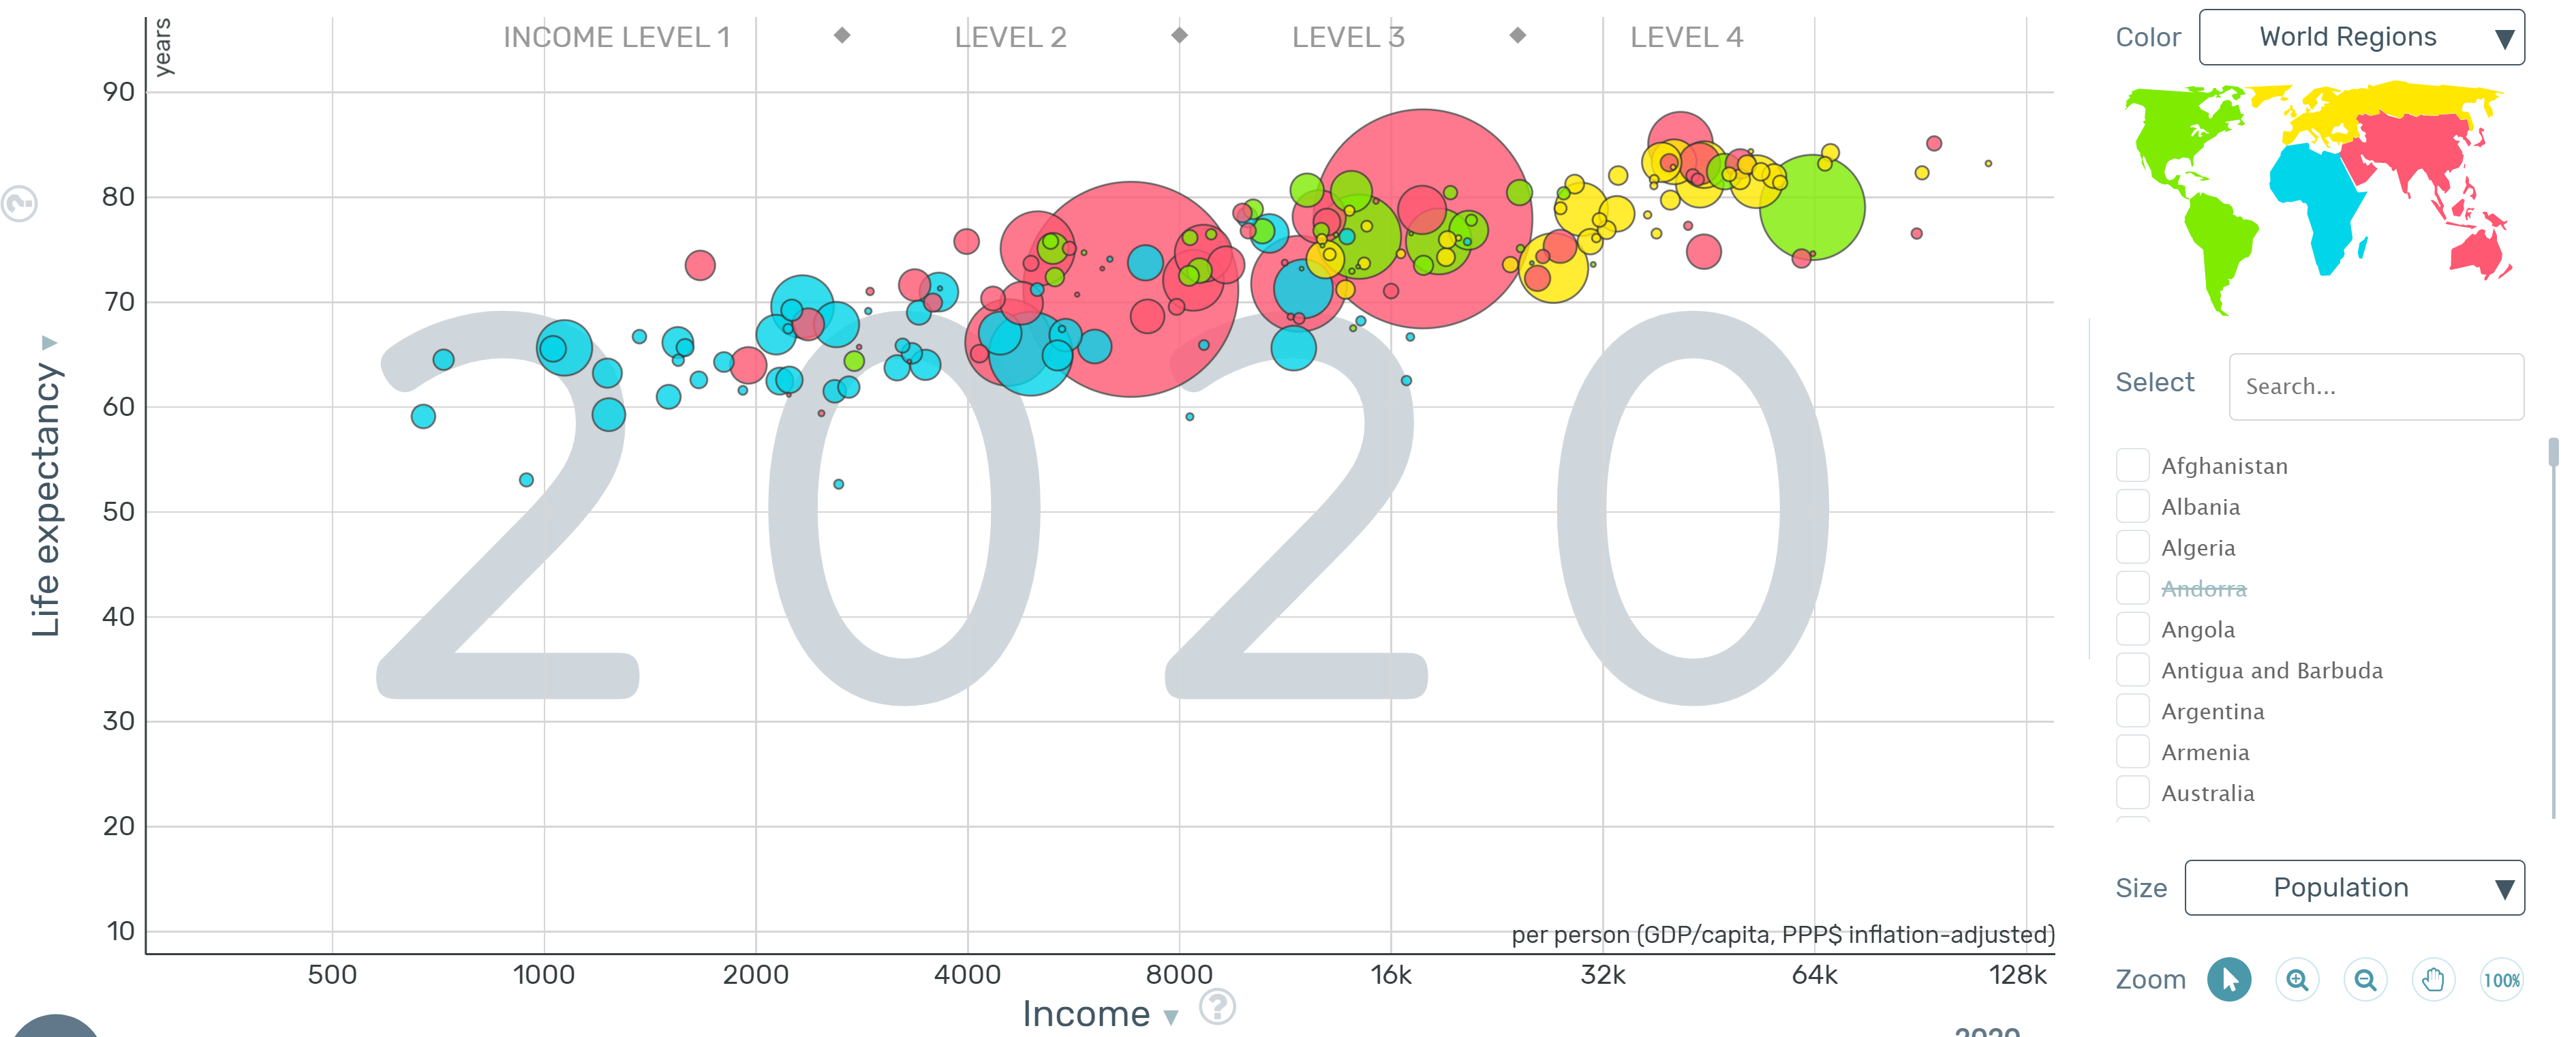 years
INCOME LEVEL 1
LEVEL 2
LEVEL 3
LEVEL 4
90
80
70
60
50
40
30
20
10
Life expectancy
2020
per person (GDP/capita, PPP$ inflation-adjusted)
500
1000
2000
4000
8000
16k
32k
64k
128k
Income
?
?
Color
World Regions
Select
Search...
Afghanistan
Albania
Algeria
Andorra
Angola
Antigua and Barbuda
Argentina
Armenia
Australia
Size
Population
Zoom
100%